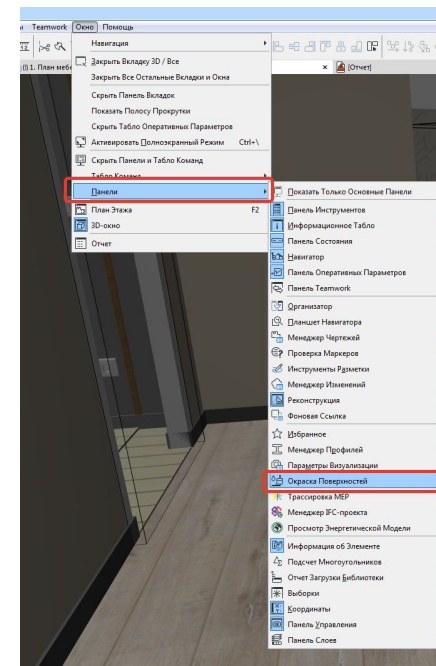 Teamwork Окно Помощь
(!) 1. План меб
[Отчет]
Навигация
Закрыть Вкладку 3D / Все
Закрыть Все Остальные Вкладки и Окна
Скрыть Панель Вкладок
Показать Полосу Прокрутки
Скрыть Табло Оперативных Параметров
Активировать Полноэкранный Режим Ctrl+\
Скрыть Панели и Табло Команд
Табло Команд
Панели
План Этажа F2
3D-окно
Отчет
Показать Только Основные Панели
Панель Инструментов
Информационное Табло
Панель Состояния
Навигатор
Панель Оперативных Параметров
Панель Teamwork
Организатор
Планшет Навигатора
Менеджер Чертежей
Проверка Маркеров
Инструменты Разметки
Менеджер Изменений
Реконструкция
Фоновая Ссылка
Избранное
Менеджер Профилей
Параметры Визуализации
Окраска Поверхностей
Трассировка MEP
Менеджер IFC-проекта
Просмотр Энергетической Модели
Информация об Элементе
Подсчет Многоугольников
Отчет Загрузки Библиотеки
Выборки
Координаты
Панель Управления
Панель Слоев